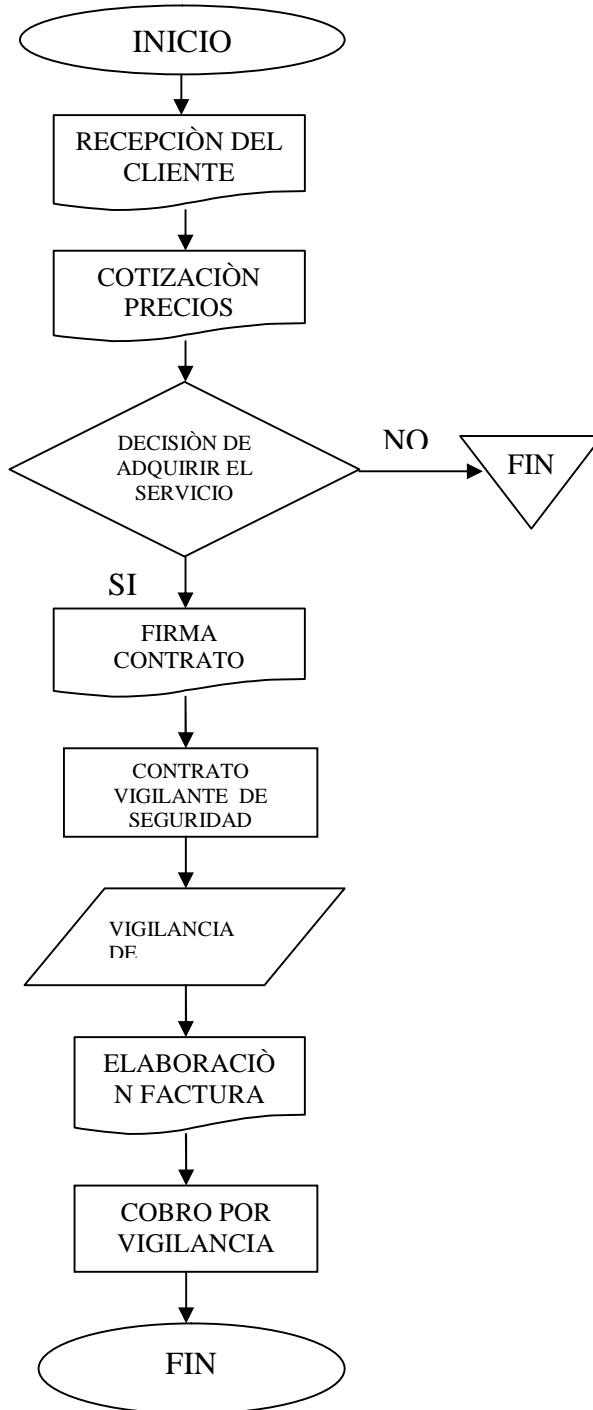 INICIO
RECEPCIÒN DEL
CLIENTE
COTIZACIÒN
PRECIOS
DECISIÒN DE
ADQUIRIR EL
SERVICIO
NO
FIN
SI
FIRMA
CONTRATO
CONTRATO
VIGILANTE DE
SEGURIDAD
VIGILANCIA
DE
ELABORACIÒ
N FACTURA
COBRO POR
VIGILANCIA
FIN